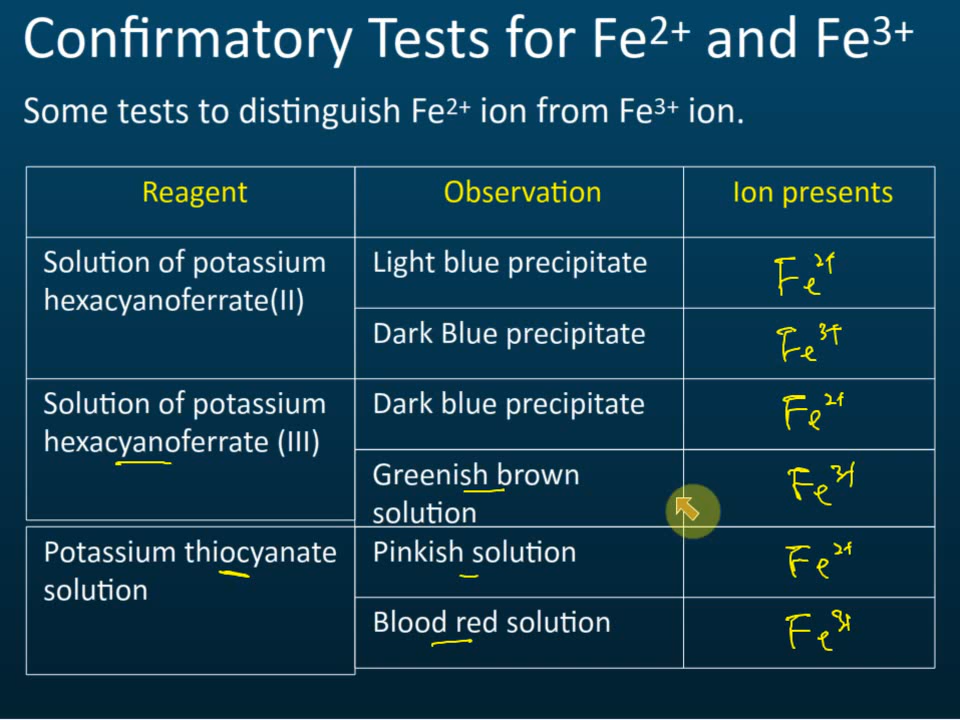 Confirmatory Tests for Fe2+ and Fe3+
Some tests to distinguish Fe2+ ion from Fe3+ ion.
Reagent
Observation
Ion presents
Solution of potassium
hexacyanoferrate(II)
Light blue precipitate
Fe2+
Dark Blue precipitate
Fe3+
Solution of potassium
hexacyanoferrate (III)
Dark blue precipitate
Fe2+
Greenish brown
solution
Fe3+
Potassium thiocyanate
solution
Pinkish solution
Fe2+
Blood red solution
Fe3+